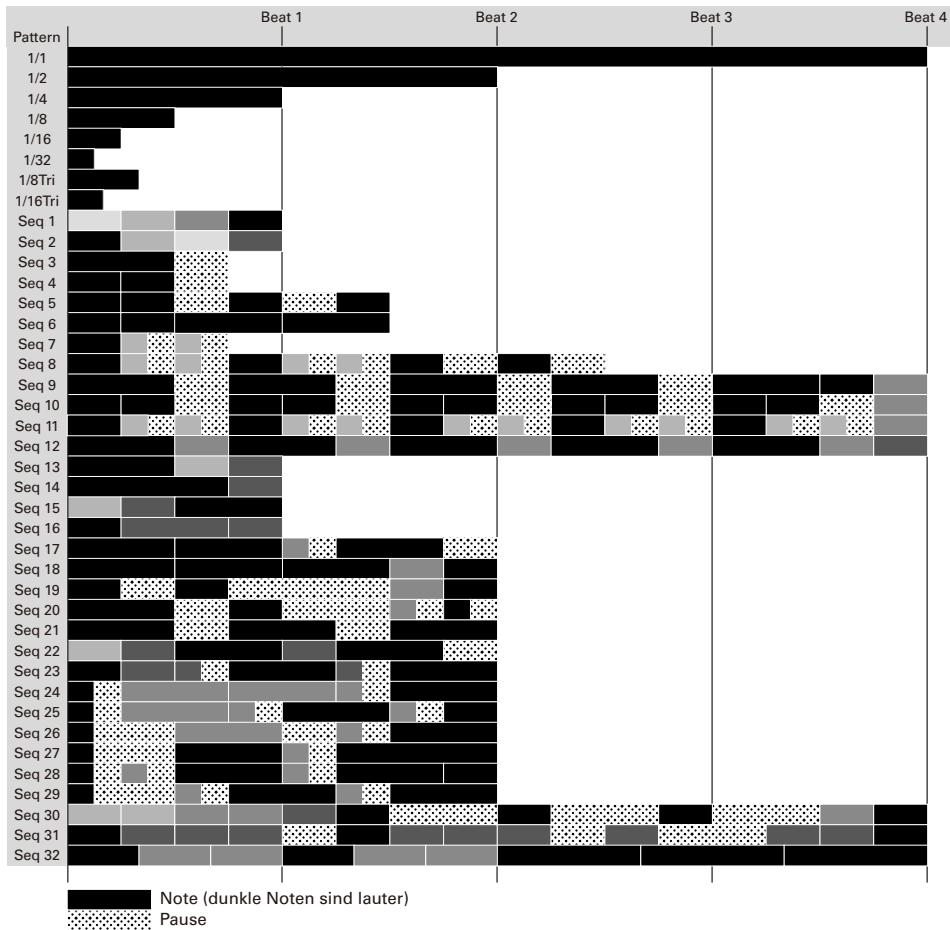 Beat 1 Beat 2 Beat 3 Beat 4
Pattern
1/1
1/2
1/4
1/8
1/16
1/32
1/8Tri
1/16Tri
Seq 1
Seq 2
Seq 3
Seq 4
Seq 5
Seq 6
Seq 7
Seq 8
Seq 9
Seq 10
Seq 11
Seq 12
Seq 13
Seq 14
Seq 15
Seq 16
Seq 17
Seq 18
Seq 19
Seq 20
Seq 21
Seq 22
Seq 23
Seq 24
Seq 25
Seq 26
Seq 27
Seq 28
Seq 29
Seq 30
Seq 31
Seq 32
Note (dunkle Noten sind lauter)
Pause